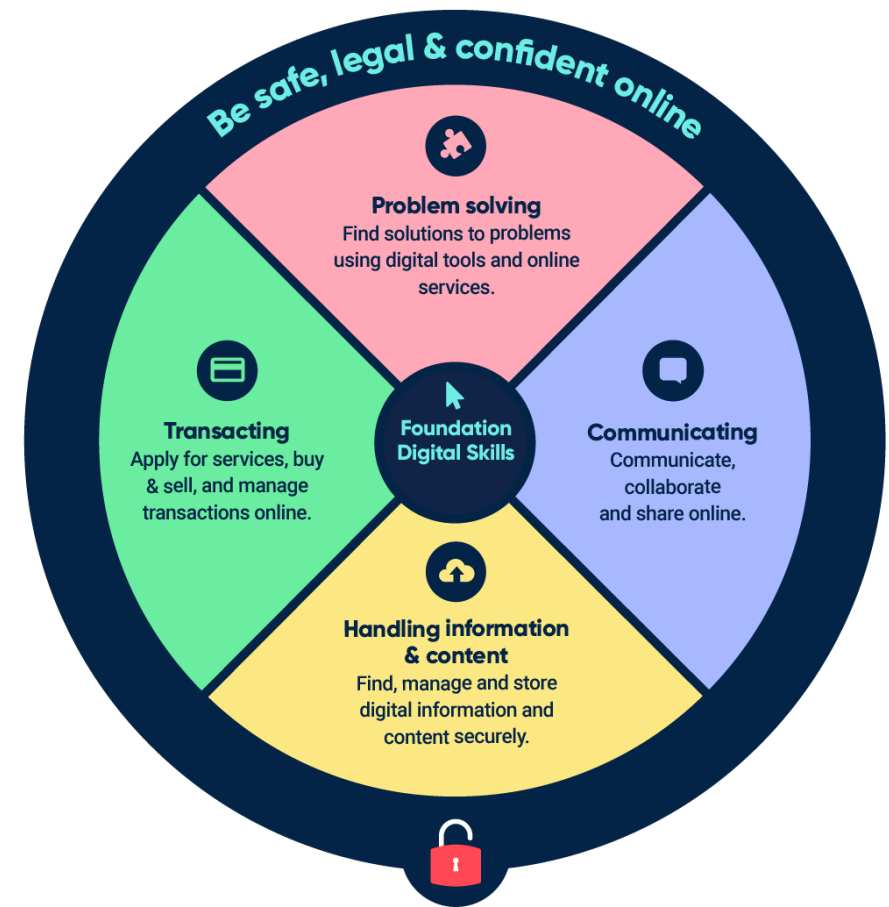 Be safe, legal & confident online
Problem solving
Find solutions to problems
using digital tools and online
services.
Transacting
Apply for services, buy
& sell, and manage
transactions online.
Foundation
Digital Skills
Communicating
Communicate,
collaborate
and share online.
Handling information
& content
Find, manage and store
digital information and
content securely.